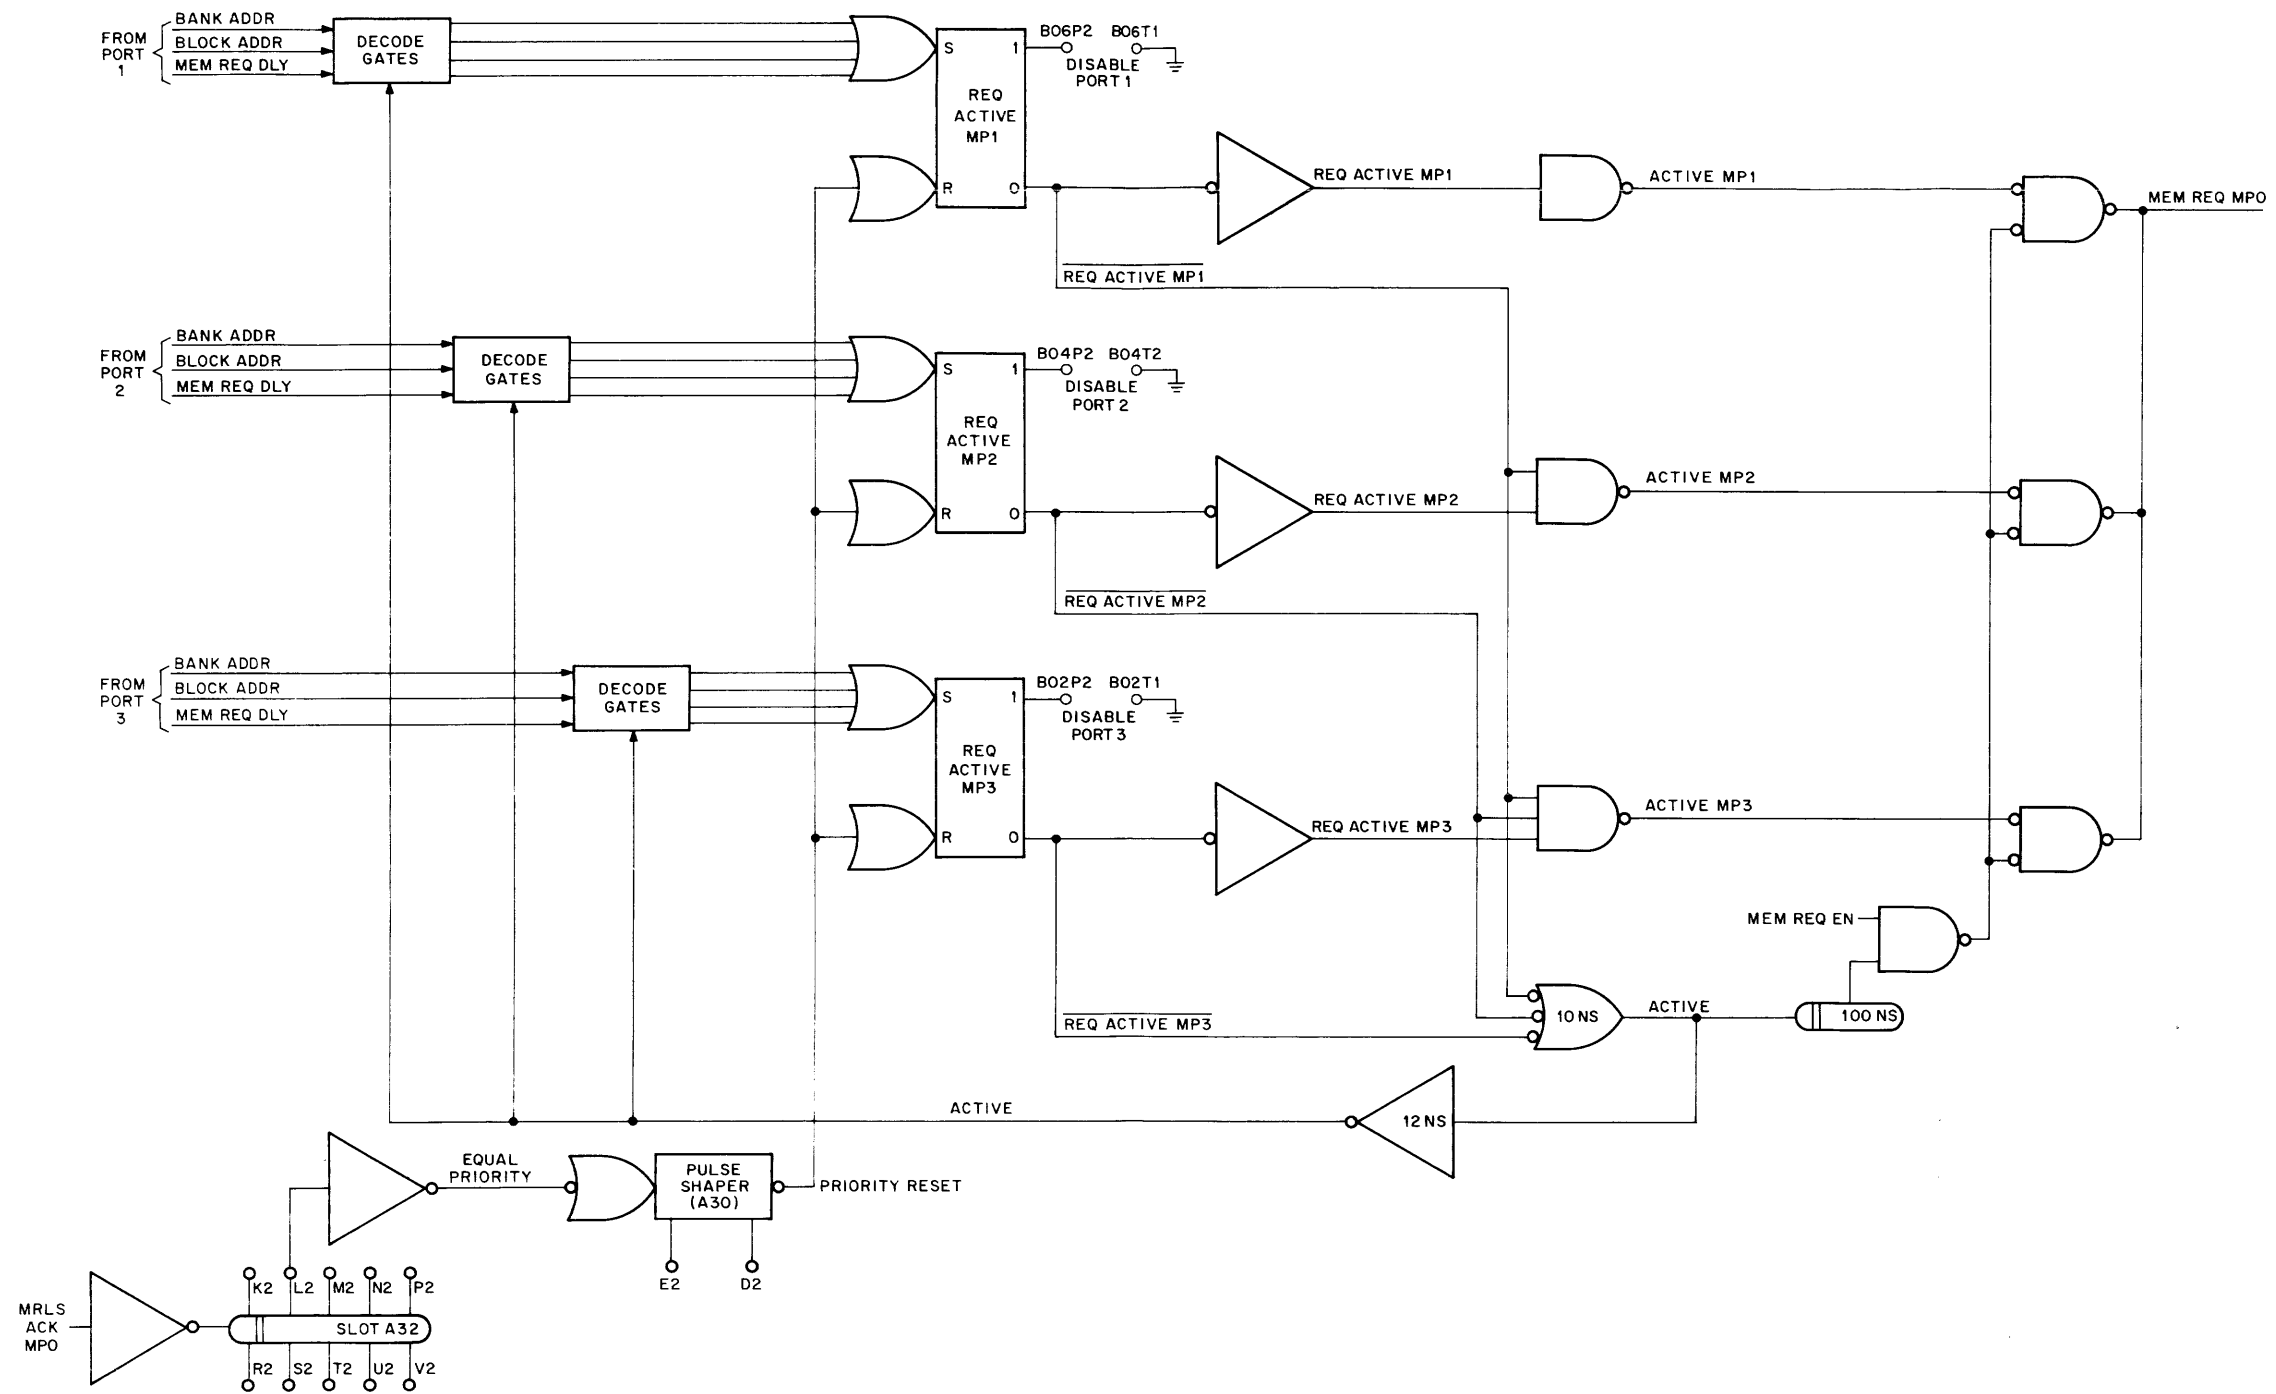 FROM
PORT
1
BANK ADDR
BLOCK ADDR
MEM REQ DLY
DECODE
GATES
S
1
R
0
REQ
ACTIVE
MP1
B06P2 B06T1
DISABLE
PORT 1
REQ ACTIVE MP1
ACTIVE MP1
MEM REQ MPO
REQ ACTIVE MP1
FROM
PORT
2
BANK ADDR
BLOCK ADDR
MEM REQ DLY
DECODE
GATES
S
1
R
0
REQ
ACTIVE
MP2
B04P2 B04T2
DISABLE
PORT 2
REQ ACTIVE MP2
ACTIVE MP2
REQ ACTIVE MP2
FROM
PORT
3
BANK ADDR
BLOCK ADDR
MEM REQ DLY
DECODE
GATES
S
1
R
0
REQ
ACTIVE
MP3
B02P2 B02T1
DISABLE
PORT 3
REQ ACTIVE MP3
ACTIVE MP3
MEM REQ EN
REQ ACTIVE MP3
10 NS
ACTIVE
100 NS
ACTIVE
12 NS
EQUAL
PRIORITY
PULSE
SHAPER
(A30)
PRIORITY RESET
E2
D2
MRLS
ACK
MPO
K2 L2 M2 N2 P2
SLOT A32
R2 S2 T2 U2 V2